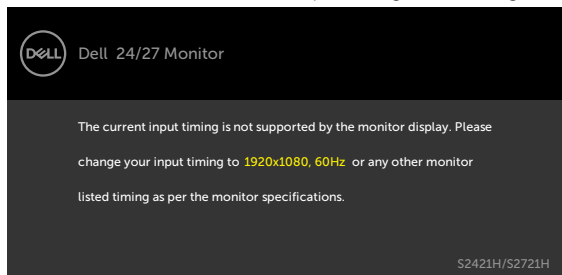 DELL
Dell 24/27 Monitor
The current input timing is not supported by the monitor display. Please
change your input timing to 1920x1080, 60Hz or any other monitor
listed timing as per the monitor specifications.
S2421H/S2721H